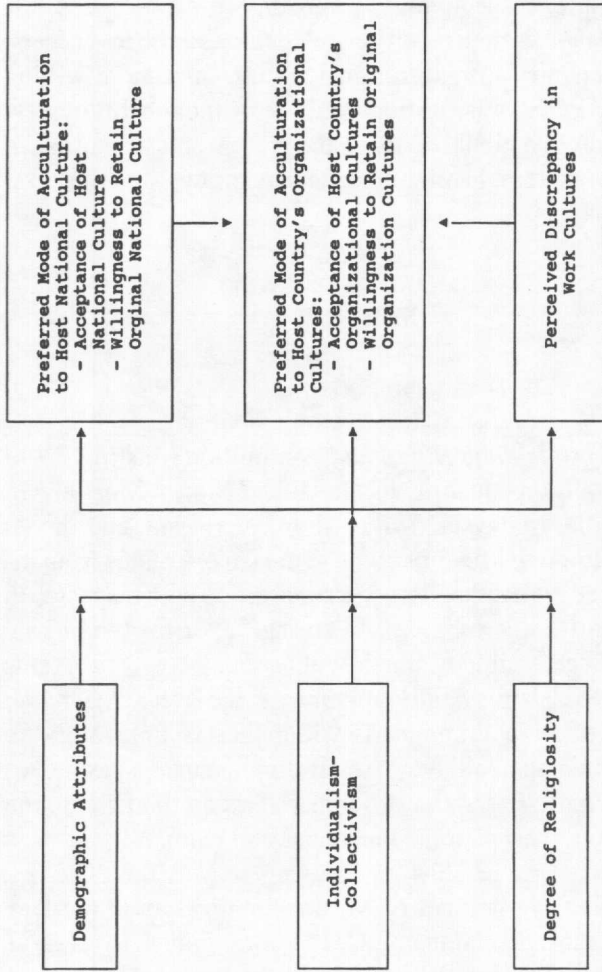 Demographic Attributes
Individualism-
Collectivism
Degree of Religiosity
Preferred Mode of Acculturation
to Host National Culture:
- Acceptance of Host
National Culture
- Willingness to Retain
Orginal National Culture
Preferred Mode of Adulturation
to Host Country's Organizational
Cultures:
- Acceptance of Host Country's
Organizational Cultures
- Willingness to Retain Original
Organization Cultures
Perceived Discrepancy in
Work Cultures